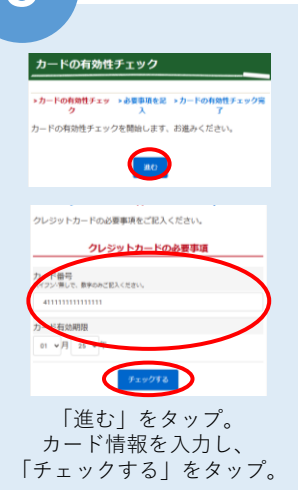 カードの有効性チェック
▸カードの有効性チェッ ▸必要事項を記 ▸カードの有効性チェック完
ク 入 了
カードの有効性チェックを開始します、お進みください。
進む
クレジットカードの必要事項をご記入ください。
クレジットカードの必要事項
カード番号
ハイフン無しで、数字のみご記入ください。
4111111111111111
カード有効期限
01 月 25
チェックする
「進む」をタップ。
カード情報を入力し、
「チェックする」をタップ。